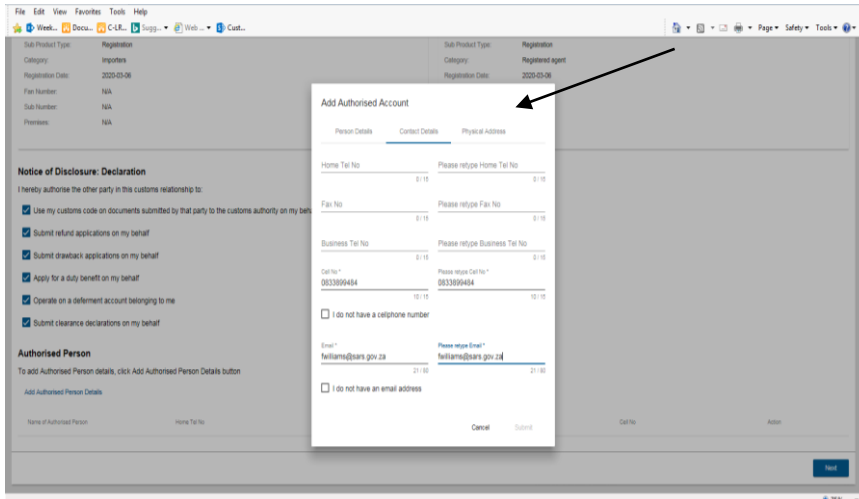 File Edit View Favorites Tools Help
Week... Docu... C-LR... Sugg... Web ... Cust...
Page Safety Tools
Sub Product Type: Registration
Sub Product Type: Registration
Category: Importers
Category: Registered agent
Registration Date: 2020-03-06
Registration Date: 2020-03-06
Fan Number: N/A
Sub Number: N/A
Premises: N/A
Add Authorised Account
Person Details Contact Details Physical Address
Home Tel No Please retype Home Tel No
0 / 15 0 / 15
Fax No Please retype Fax No
0 / 15 0 / 15
Business Tel No Please retype Business Tel No
0 / 15 0 / 15
Cell No * Please retype Cell No *
0833899484 0833899484
10 / 15 10 / 15
I do not have a cellphone number
Email * Please retype Email *
fwilliams@sars.gov.za fwilliams@sars.gov.za
21 / 80 21 / 80
I do not have an email address
Cancel Submit
Notice of Disclosure: Declaration
I hereby authorise the other party in this customs relationship to:
Use my customs code on documents submitted by that party to the customs authority on my beh
Submit refund applications on my behalf
Submit drawback applications on my behalf
Apply for a duty benefit on my behalf
Operate on a deferment account belonging to me
Submit clearance declarations on my behalf
Authorised Person
To add Authorised Person details, click Add Authorised Person Details button
Add Authorised Person Details
Name of Authorised Person Home Tel No Cell No Action
Next